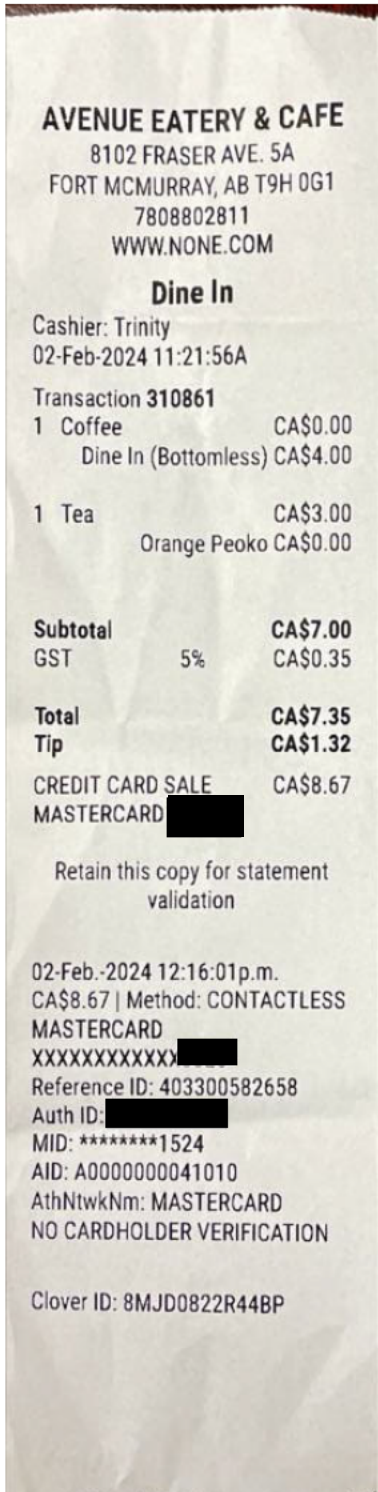 AVENUE EATERY & CAFE
8102 FRASER AVE. 5A
FORT MCMURRAY, AB T9H 0G1
7808802811
WWW.NONE.COM
Dine In
Cashier: Trinity
02-Feb-2024 11:21:56A
Transaction 310861
1 Coffee CA$0.00
Dine In (Bottomless) CA$4.00
1 Tea CA$3.00
Orange Peoko CA$0.00
Subtotal CA$7.00
GST 5% CA$0.35
Total CA$7.35
Tip CA$1.32
CREDIT CARD SALE CA$8.67
MASTERCARD
Retain this copy for statement
validation
02-Feb.-2024 12:16:01p.m.
CA$8.67 | Method: CONTACTLESS
MASTERCARD
XXXXXXXXXXXX
Reference ID: 403300582658
Auth ID:
MID: ********1524
AID: A0000000041010
AthNtwkNm: MASTERCARD
NO CARDHOLDER VERIFICATION
Clover ID: 8MJD0822R44BP